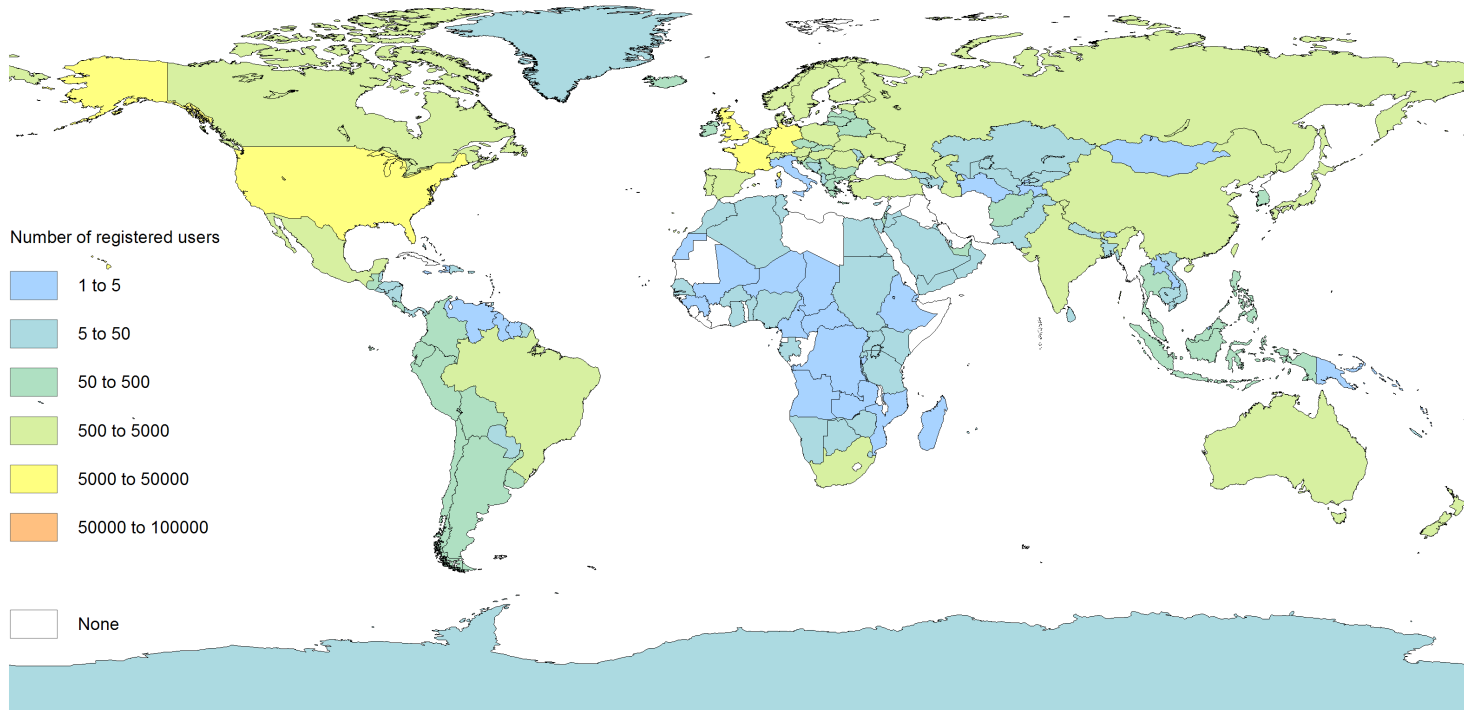 Number of registered users
1 to 5
5 to 50
50 to 500
500 to 5000
5000 to 50000
50000 to 100000
None